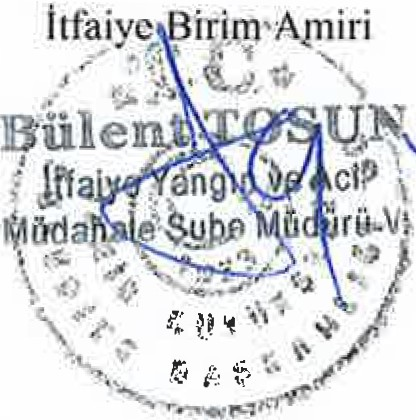 İtfaiye Birim Amiri
T.C.
Bülent TOSUN
İtfaiye Yangın ve Acil
Müdahale Şube Müdürü V.